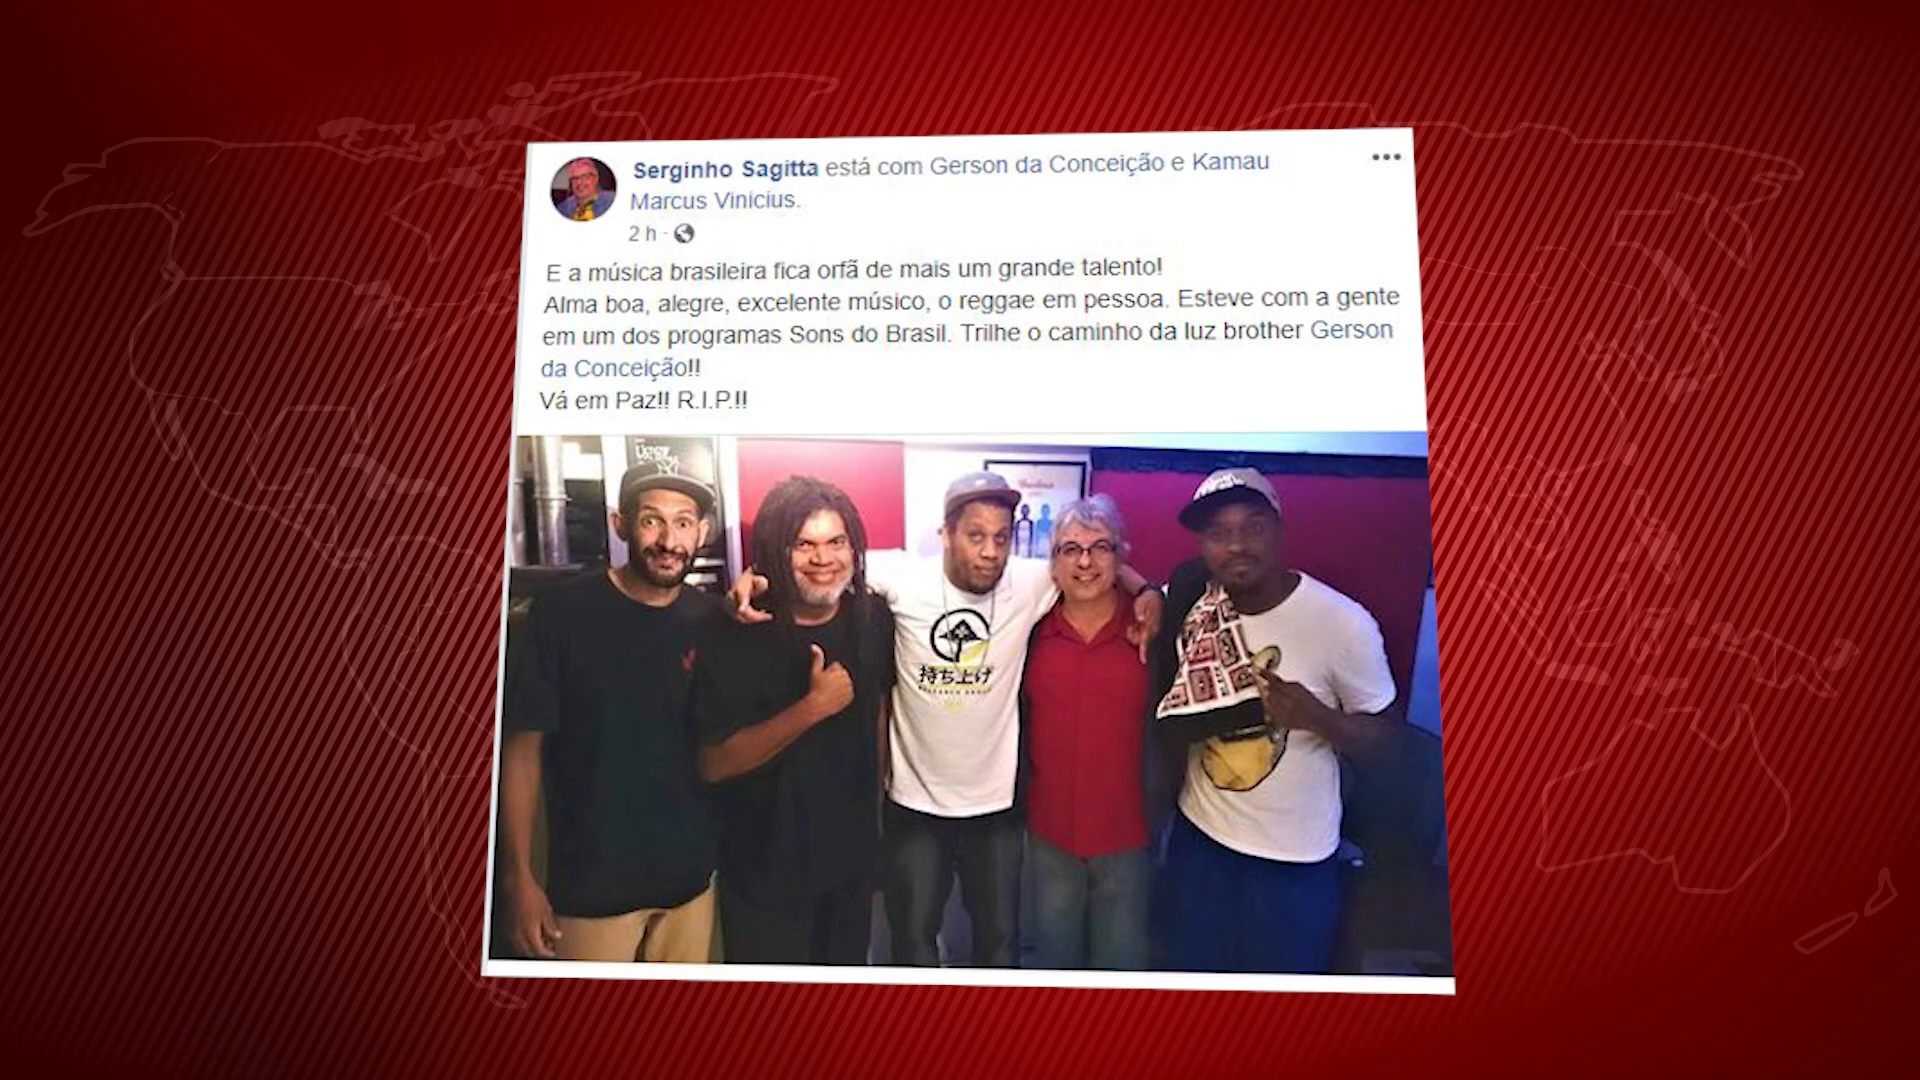 Serginho Sagitta está com Gerson da Conceição e Kamau
Marcus Vinicius.
2 h ·
E a música brasileira fica orfã de mais um grande talento!
Alma boa, alegre, excelente músico, o reggae em pessoa. Esteve com a gente
em um dos programas Sons do Brasil. Trilhe o caminho da luz brother Gerson
da Conceição!!
Vá em Paz!! R.I.P.!!
持ち上げ
RESEARCH GROUP